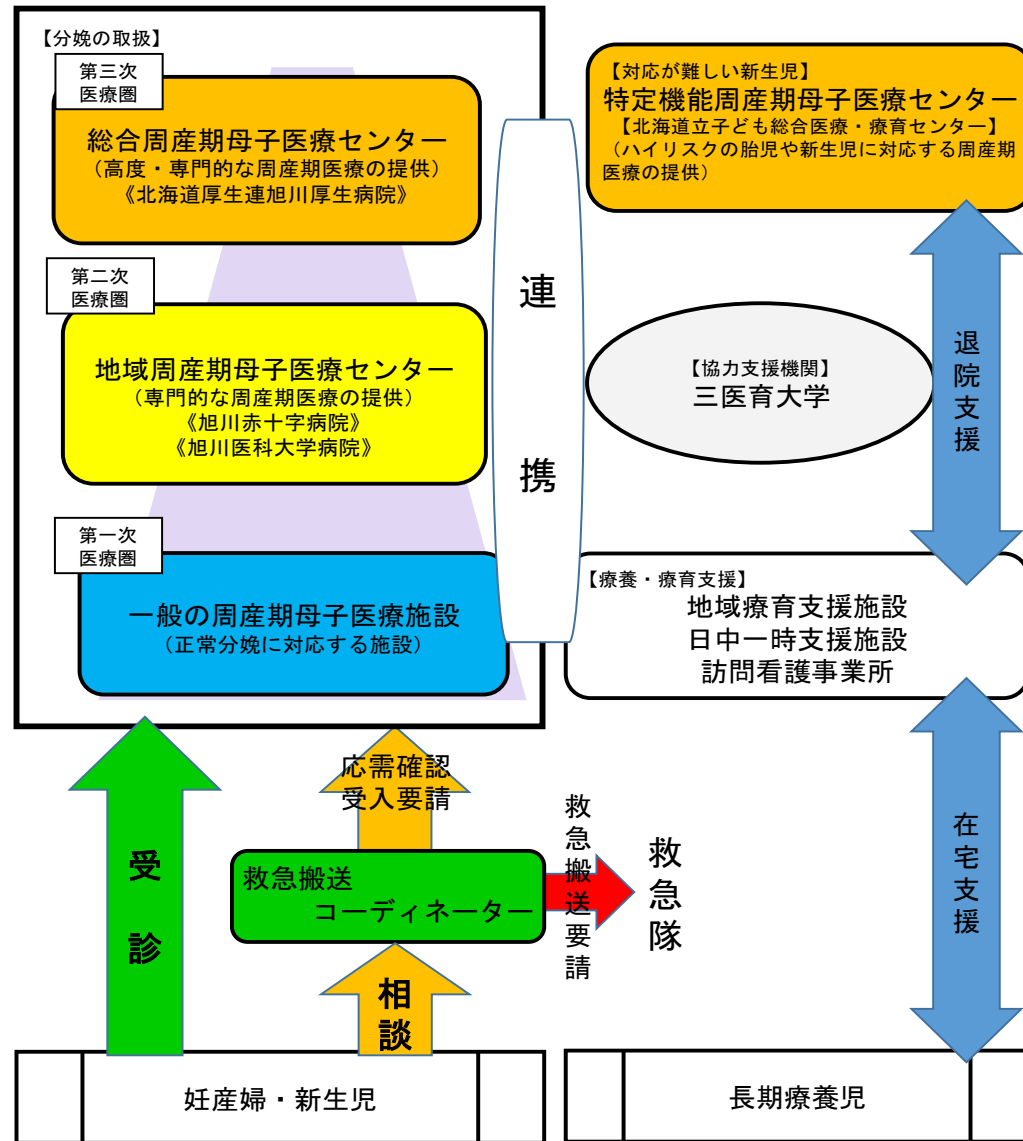 【分娩の取扱】
第三次
医療圏
総合周産期母子医療センター
（高度・専門的な周産期医療の提供）
《北海道厚生連旭川厚生病院》
第二次
医療圏
地域周産期母子医療センター
（専門的な周産期医療の提供）
《旭川赤十字病院》
《旭川医科大学病院》
第一次
医療圏
一般の周産期母子医療施設
（正常分娩に対応する施設）
連携
【対応が難しい新生児】
特定機能周産期母子医療センター
【北海道立子ども総合医療・療育センター】
（ハイリスクの胎児や新生児に対応する周産期
医療の提供）
【協力支援機関】
三医育大学
退院支援
【療養・療育支援】
地域療育支援施設
日中一時支援施設
訪問看護事業所
在宅支援
応需確認
受入要請
受診
救急搬送
コーディネーター
救急搬送要請
救急隊
相談
妊産婦・新生児
長期療養児